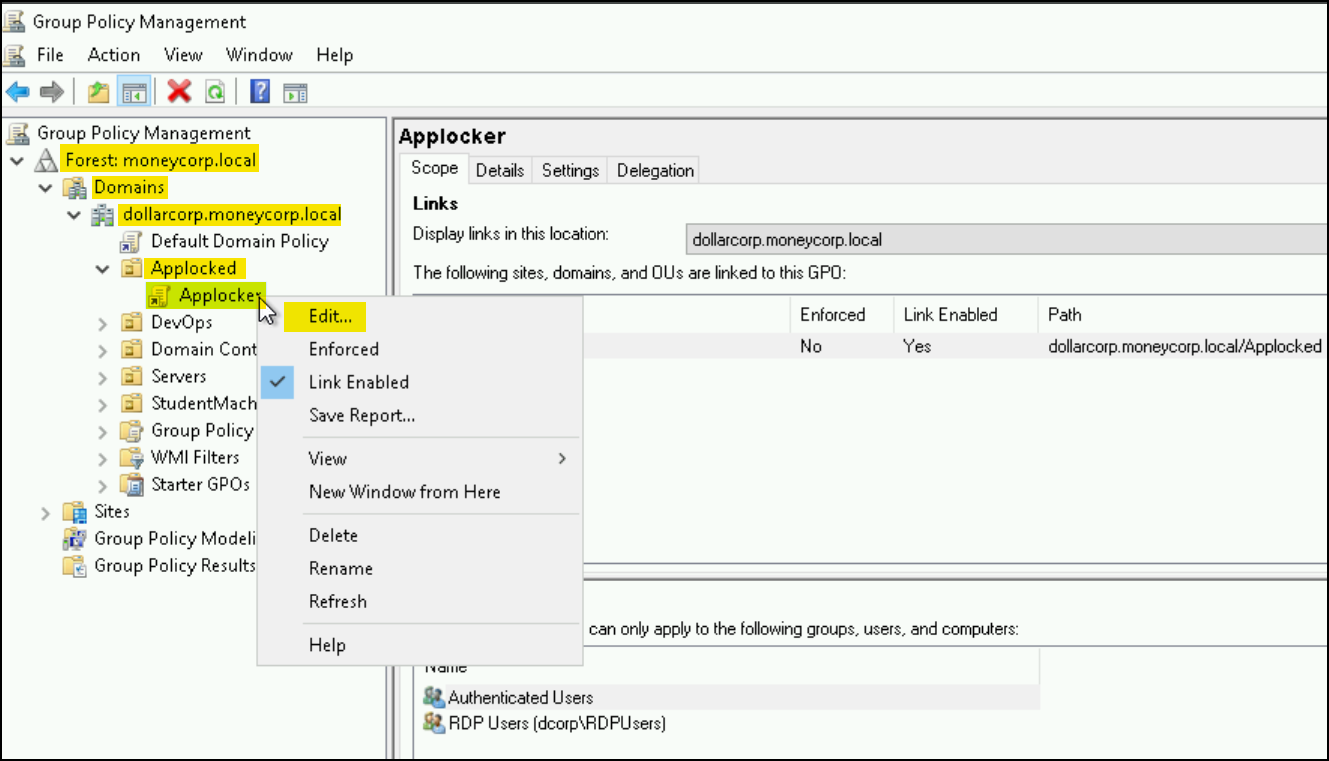 Group Policy Management
File Action View Window Help
Group Policy Management
Forest: moneycorp.local
Domains
dollarcorp.moneycorp.local
Default Domain Policy
Applocked
Applocker
DevOps
Domain Cont
Servers
StudentMach
Group Policy
WMI Filters
Starter GPOs
Sites
Group Policy Modeli
Group Policy Results
Edit...
Enforced
Link Enabled
Save Report...
View
New Window from Here
Delete
Rename
Refresh
Help
Applocker
Scope Details Settings Delegation
Links
Display links in this location: dollarcorp.moneycorp.local
The following sites, domains, and OUs are linked to this GPO:
Enforced Link Enabled Path
No Yes dollarcorp.moneycorp.local/Applocked
can only apply to the following groups, users, and computers:
Name
Authenticated Users
RDP Users (dcorp\RDPUsers)